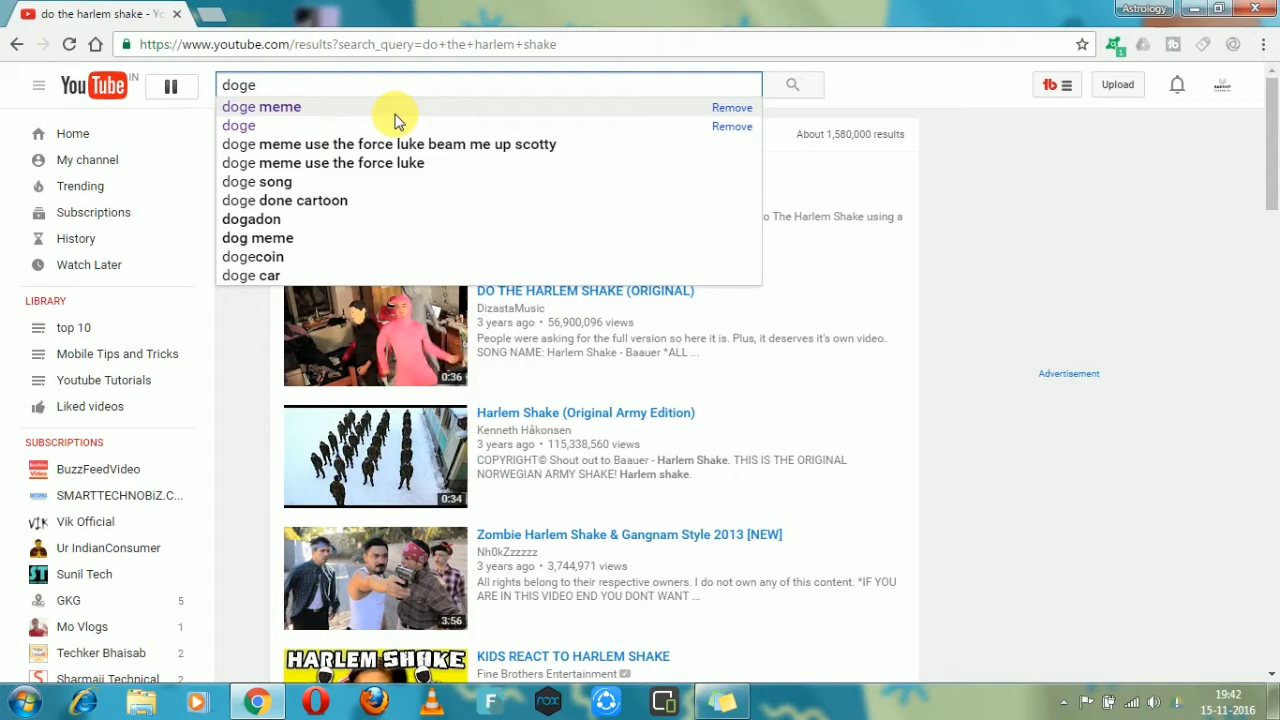 do the harlem shake - Yo
Astrology
https://www.youtube.com/results?search_query=do+the+harlem+shake
1
YouTube IN
doge
tb
Upload
doge meme Remove
doge Remove
doge meme use the force luke beam me up scotty
doge meme use the force luke
doge song
doge done cartoon
dogadon
dog meme
dogecoin
doge car
About 1,580,000 results
o The Harlem Shake using a
Home
My channel
Trending
Subscriptions
History
Watch Later
LIBRARY
top 10
Mobile Tips and Tricks
Youtube Tutorials
Liked videos
SUBSCRIPTIONS
BuzzFeedVideo
SMARTTECHNOBiZ.C...
Vik Official
Ur IndianConsumer
Sunil Tech
GKG 5
Mo Vlogs 1
Techker Bhaisab 2
Sharmaji Technical 2
DO THE HARLEM SHAKE (ORIGINAL)
DizastaMusic
3 years ago • 56,900,096 views
People were asking for the full version so here it is. Plus, it deserves it's own video.
SONG NAME: Harlem Shake - Baauer *ALL ...
0:36
Harlem Shake (Original Army Edition)
Kenneth Håkonsen
3 years ago • 115,338,560 views
COPYRIGHT© Shout out to Baauer - Harlem Shake. THIS IS THE ORIGINAL
NORWEGIAN ARMY SHAKE! Harlem shake.
0:34
Zombie Harlem Shake & Gangnam Style 2013 [NEW]
Nh0kZzzzzz
3 years ago • 3,744,971 views
All rights belong to their respective owners. I do not own any of this content. *IF YOU
ARE IN THIS VIDEO END YOU DONT WANT ...
3:56
KIDS REACT TO HARLEM SHAKE
Fine Brothers Entertainment
HARLEM SHAKE
Advertisement
19:42
15-11-2016